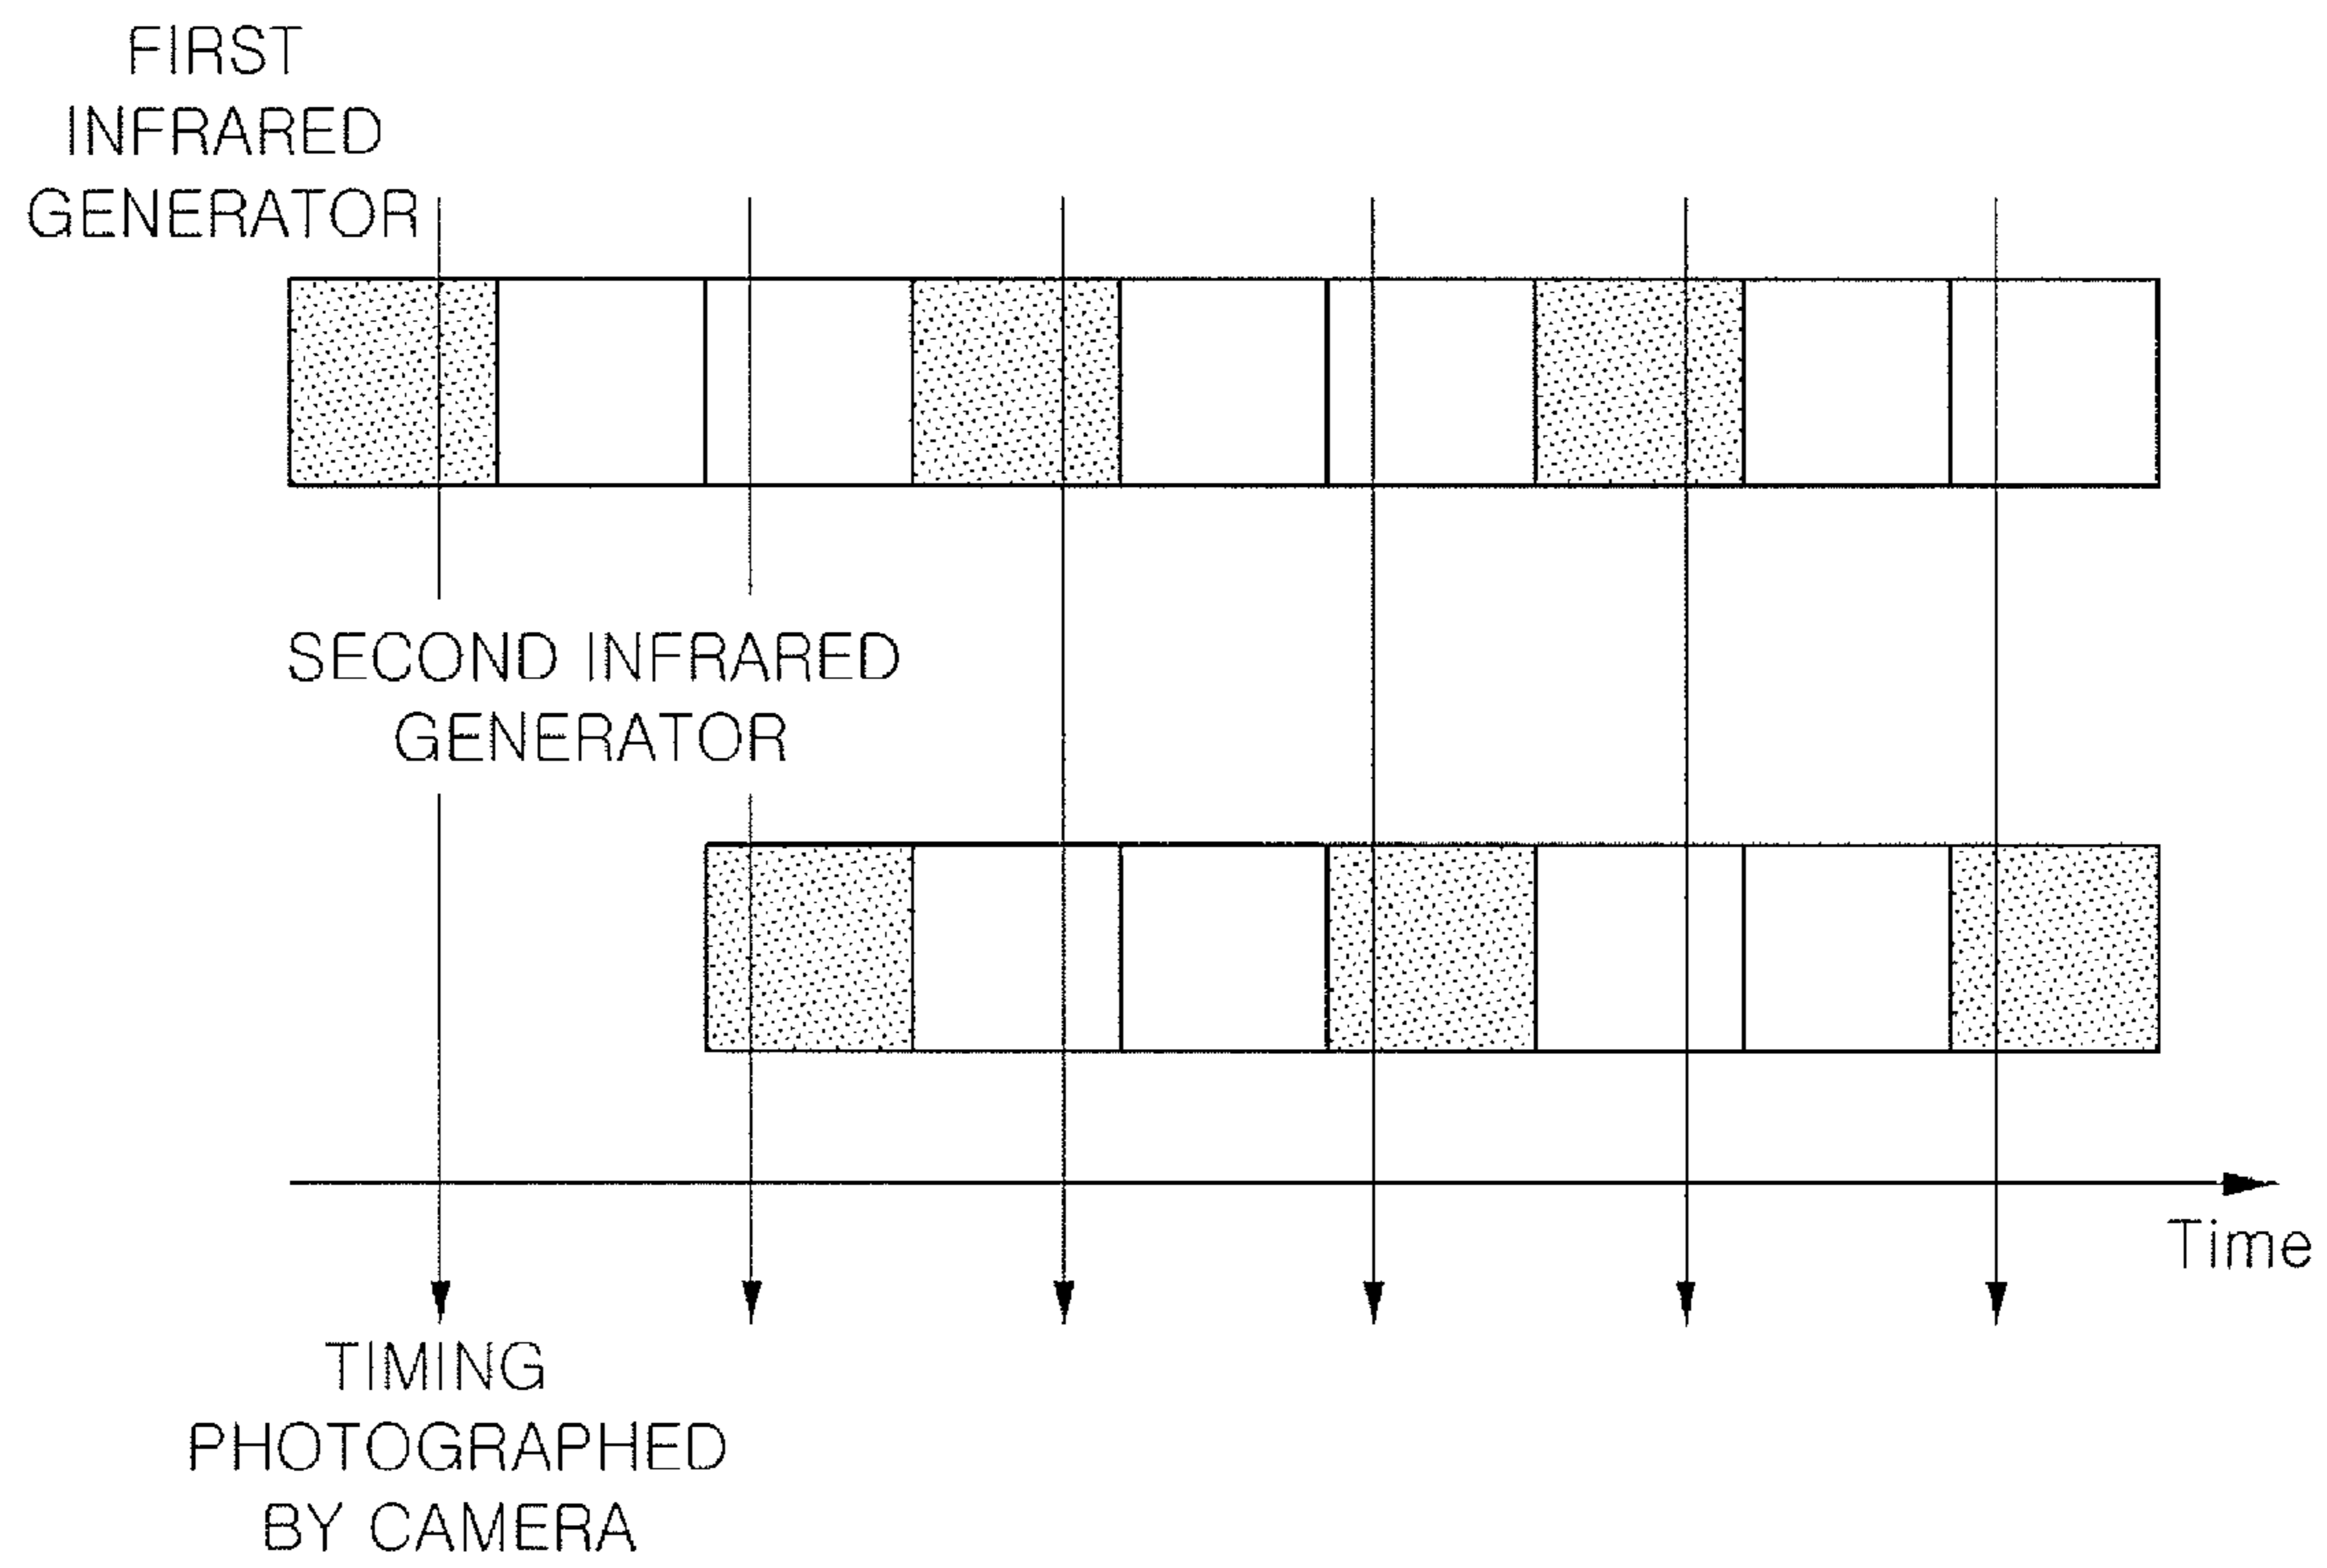 FIRST
INFRARED
GENERATOR
SECOND INFRARED
GENERATOR
Time
TIMING
PHOTOGRAPHED
BY CAMERA